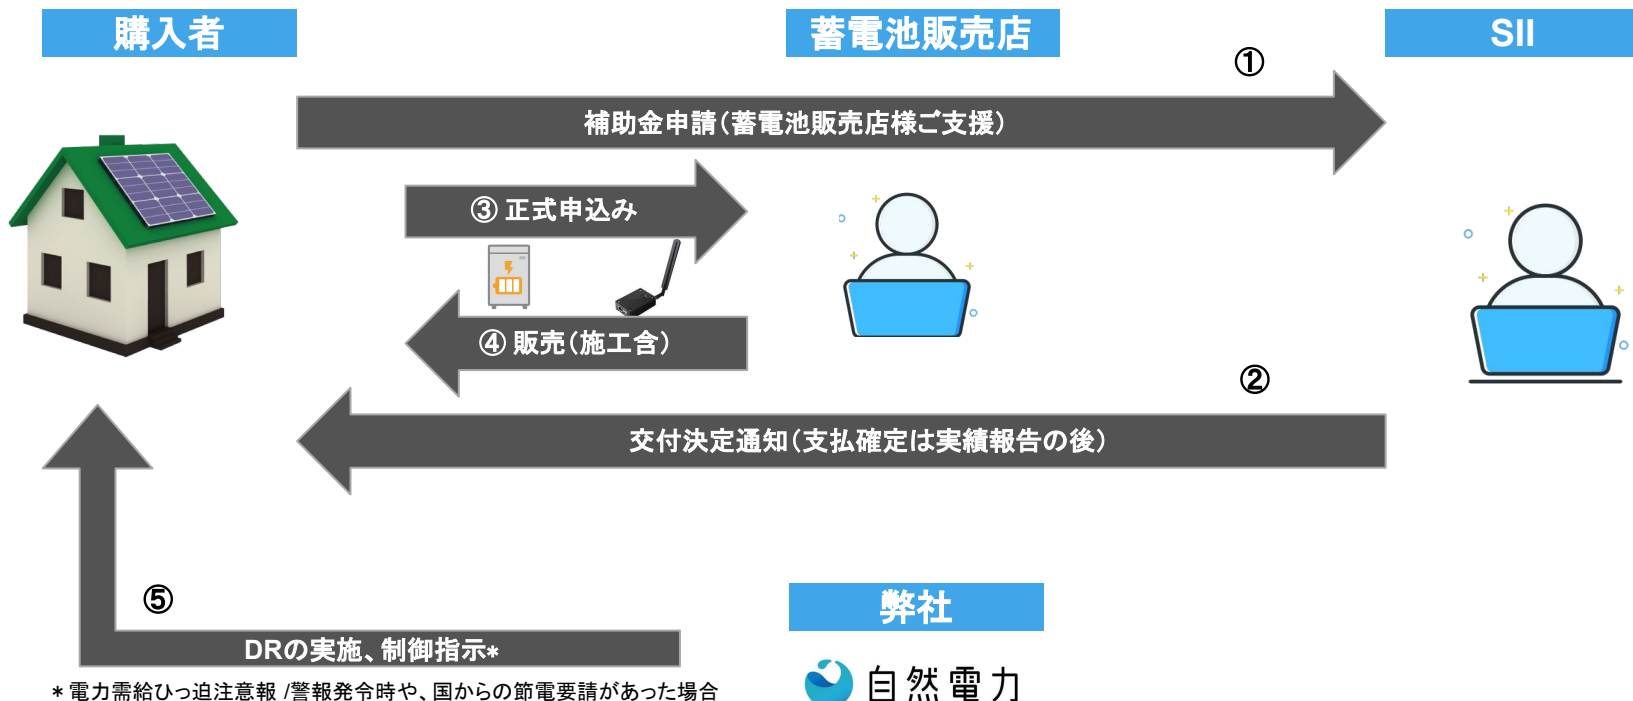 購入者
蓄電池販売店
SII
①
補助金申請（蓄電池販売店様ご支援）
③ 正式申込み
④ 販売（施工含）
②
交付決定通知（支払確定は実績報告の後）
⑤
DRの実施、制御指示*
* 電力需給ひっ迫注意報 /警報発令時や、国からの節電要請があった場合
弊社
自然電力